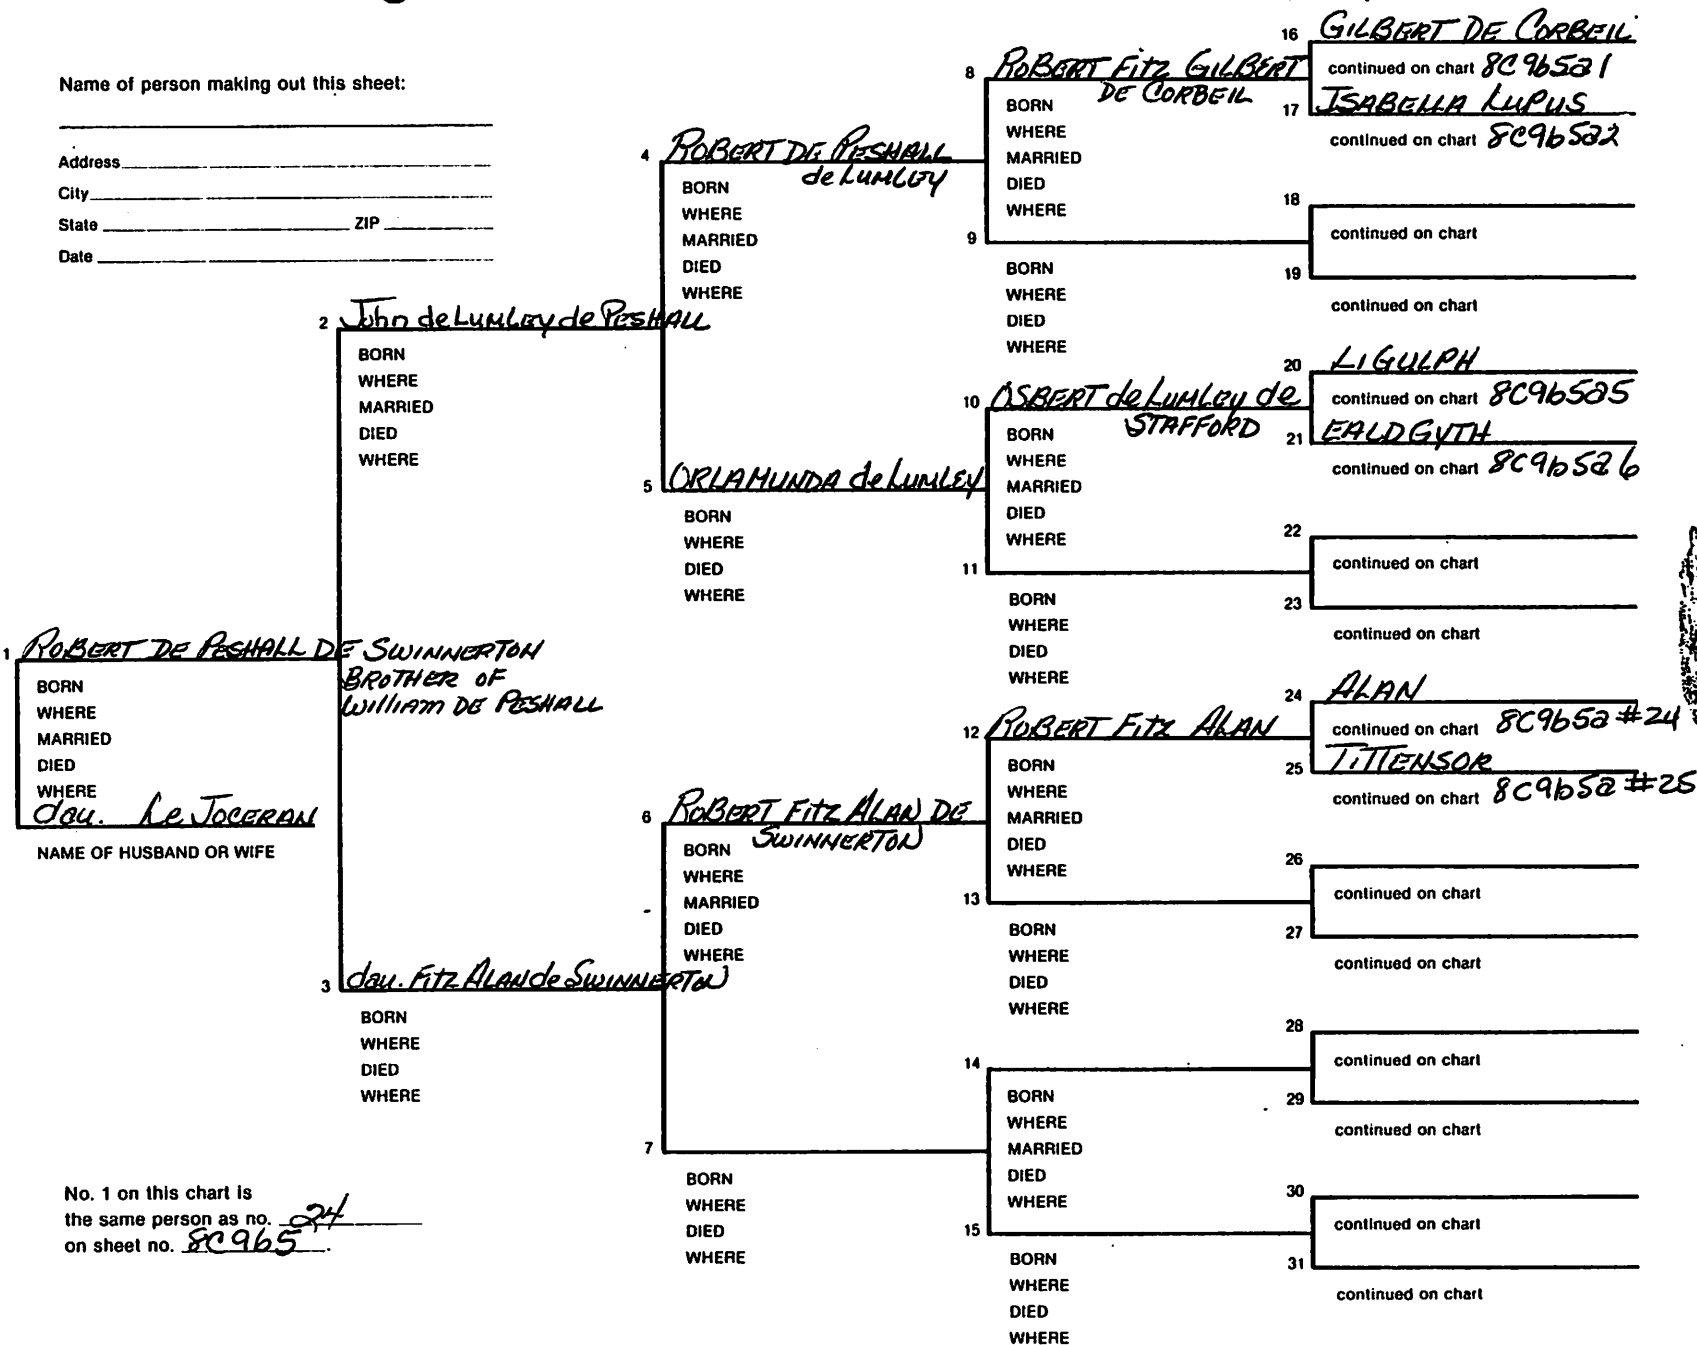 Name of person making out this sheet:
Address
City
State ZIP
Date
1 ROBERT DE PESHALL DE SWINNERTON
BROTHER OF
William DE PESHALL
BORN
WHERE
MARRIED
DIED
WHERE
dau. Le JOCERAN
NAME OF HUSBAND OR WIFE
2 John de LUMLEY de PESHALL
BORN
WHERE
MARRIED
DIED
WHERE
3 dau. FITZ ALAN de SWINNERTON
BORN
WHERE
DIED
WHERE
4 ROBERT DE PESHALL
de LUMLEY
BORN
WHERE
MARRIED
DIED
WHERE
5 ORLAMUNDA de LUMLEY
BORN
WHERE
DIED
WHERE
6 ROBERT FITZ ALAN DE
SWINNERTON
BORN
WHERE
MARRIED
DIED
WHERE
7
BORN
WHERE
DIED
WHERE
8 ROBERT FITZ GILBERT
DE CORBEIL
BORN
WHERE
MARRIED
DIED
WHERE
9
BORN
WHERE
DIED
WHERE
10 OSBERT de LUMLEY de
STAFFORD
BORN
WHERE
MARRIED
DIED
WHERE
11
BORN
WHERE
DIED
WHERE
12 ROBERT FITZ ALAN
BORN
WHERE
MARRIED
DIED
WHERE
13
BORN
WHERE
DIED
WHERE
14
BORN
WHERE
MARRIED
DIED
WHERE
15
BORN
WHERE
DIED
WHERE
16 GILBERT DE CORBEIL
continued on chart 8C9b5a1
17 ISABELLA LUPUS
continued on chart 8C9b5a2
18
continued on chart
19
continued on chart
20 LIGULPH
continued on chart 8C9b5a5
21 EALDGYTH
continued on chart 8C9b5a6
22
continued on chart
23
continued on chart
24 ALAN
continued on chart 8C9b5a #24
25 TITTENSOR
continued on chart 8C9b5a #25
26
continued on chart
27
continued on chart
28
continued on chart
29
continued on chart
30
continued on chart
31
continued on chart
No. 1 on this chart is
the same person as no. 24
on sheet no. 8C9b5.